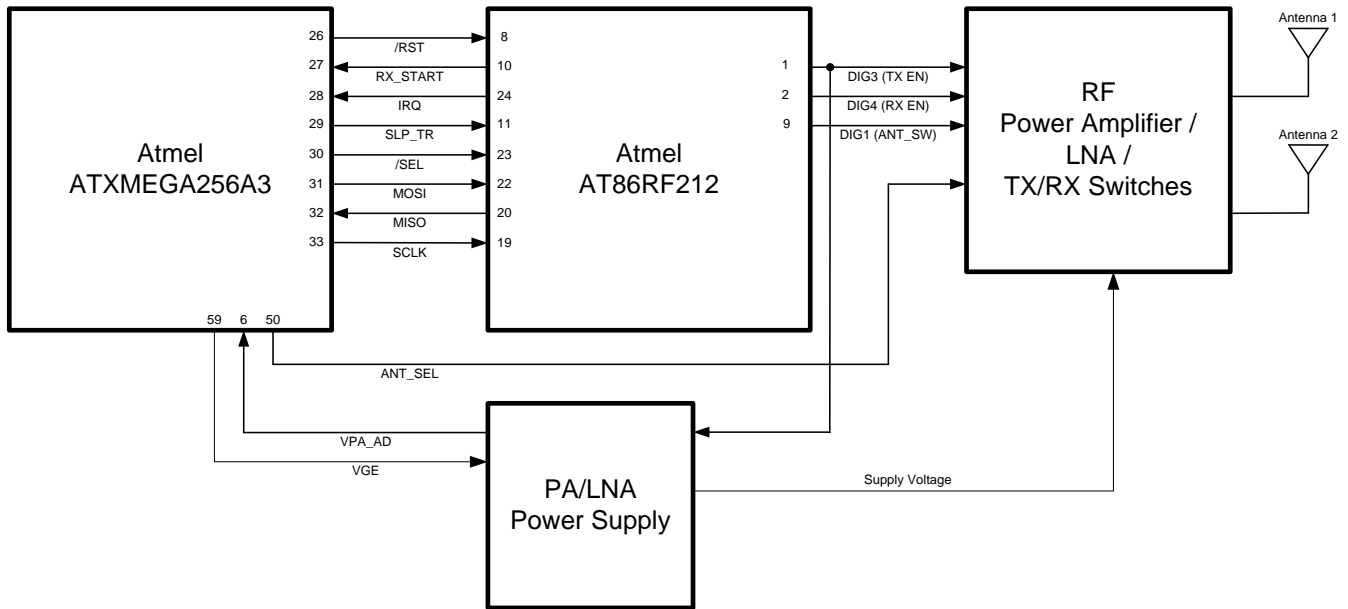 Antenna 1
26
/RST
8
27
RX_START
10
1
DIG3 (TX EN)
28
IRQ
24
2
DIG4 (RX EN)
29
SLP_TR
11
9
DIG1 (ANT_SW)
30
/SEL
23
31
MOSI
22
32
MISO
20
33
SCLK
19
Atmel
ATXMEGA256A3
Atmel
AT86RF212
RF
Power Amplifier /
LNA /
TX/RX Switches
Antenna 2
59
6
50
ANT_SEL
VPA_AD
VGE
PA/LNA
Power Supply
Supply Voltage